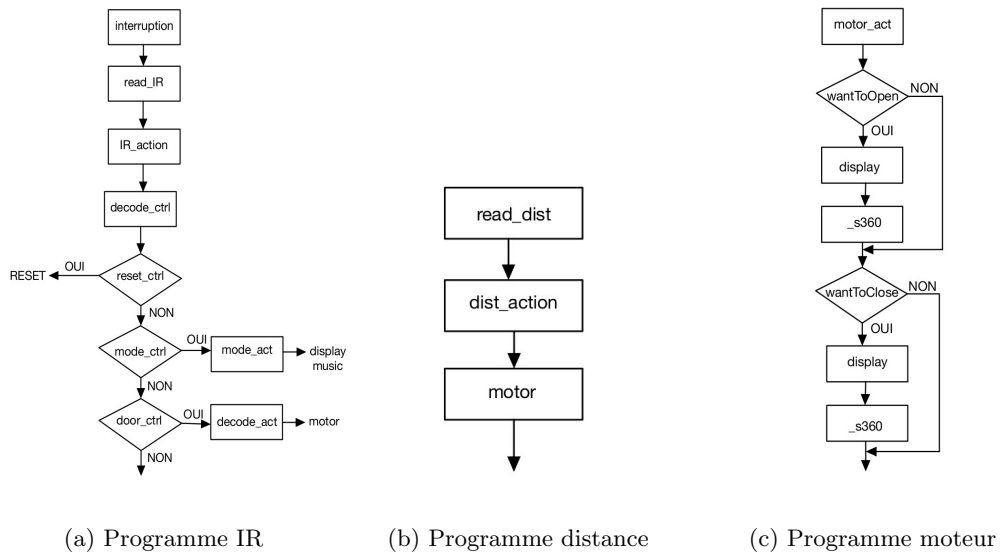 interruption
read_IR
IR_action
decode_ctrl
reset_ctrl
OUI
RESET
NON
mode_ctrl
OUI
mode_act
display
music
NON
door_ctrl
OUI
decode_act
motor
NON
(a) Programme IR
read_dist
dist_action
motor
(b) Programme distance
motor_act
wantToOpen
NON
OUI
display
_s360
wantToClose
NON
OUI
display
_s360
(c) Programme moteur